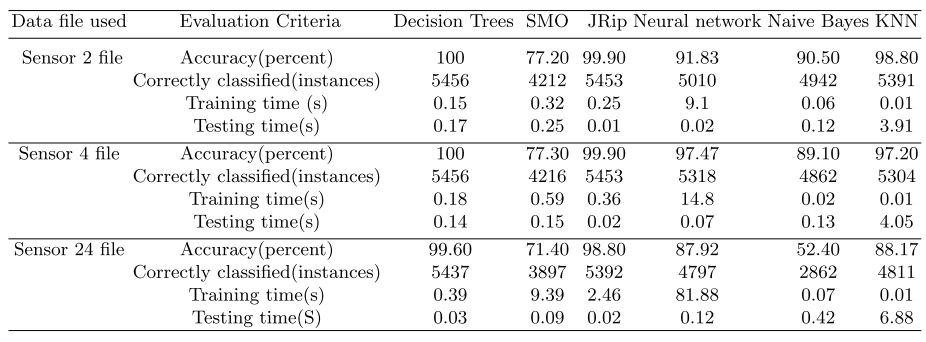 Data file used Evaluation Criteria Decision Trees SMO JRip Neural network Naive Bayes KNN
Sensor 2 file Accuracy(percent) 100 77.20 99.90 91.83 90.50 98.80
Correctly classified(instances) 5456 4212 5453 5010 4942 5391
Training time (s) 0.15 0.32 0.25 9.1 0.06 0.01
Testing time(s) 0.17 0.25 0.01 0.02 0.12 3.91
Sensor 4 file Accuracy(percent) 100 77.30 99.90 97.47 89.10 97.20
Correctly classified(instances) 5456 4216 5453 5318 4862 5304
Training time(s) 0.18 0.59 0.36 14.8 0.02 0.01
Testing time(s) 0.14 0.15 0.02 0.07 0.13 4.05
Sensor 24 file Accuracy(percent) 99.60 71.40 98.80 87.92 52.40 88.17
Correctly classified(instances) 5437 3897 5392 4797 2862 4811
Training time(s) 0.39 9.39 2.46 81.88 0.07 0.01
Testing time(S) 0.03 0.09 0.02 0.12 0.42 6.88